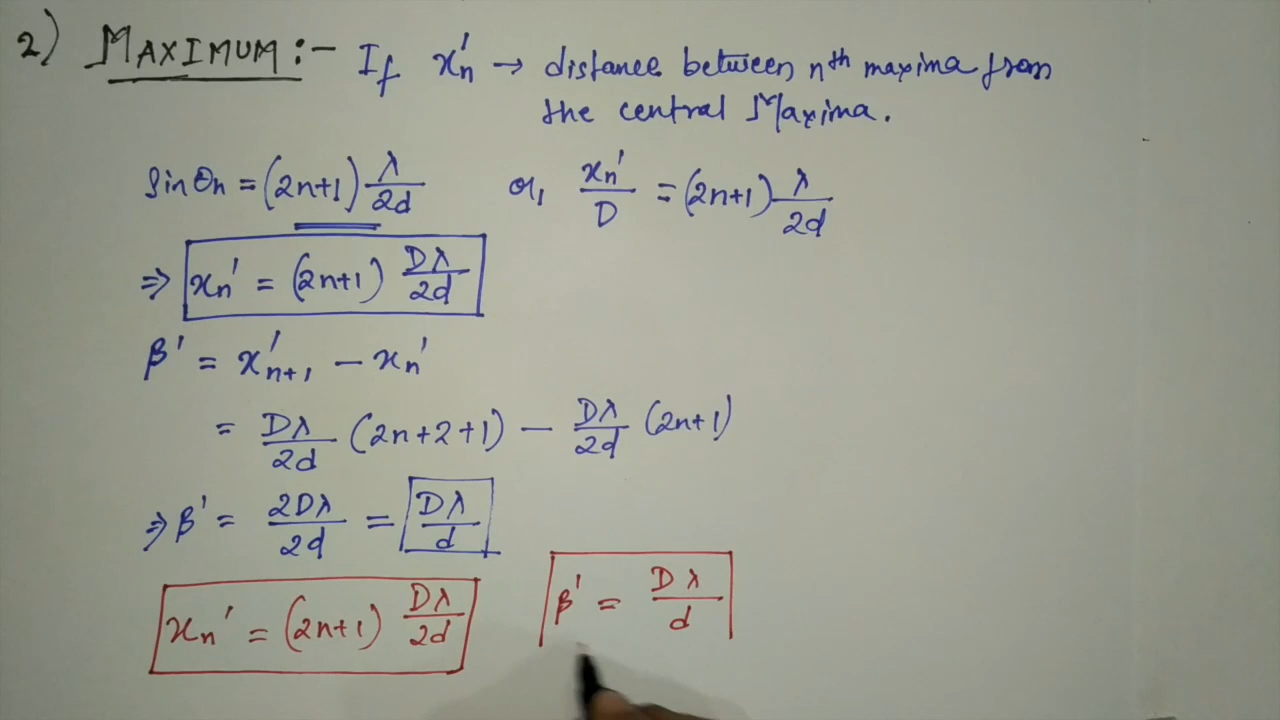 2) MAXIMUM:- If xₙ' → distance between nth maxima from
the central Maxima.
Sinθₙ = (2n+1) λ/2d or, xₙ'/D = (2n+1) λ/2d
⇒ xₙ' = (2n+1) Dλ/2d
β' = x'ₙ₊₁ - xₙ'
= Dλ/2d (2n+2+1) - Dλ/2d (2n+1)
⇒ β' = 2Dλ/2d = Dλ/d
xₙ' = (2n+1) Dλ/2d β' = Dλ/d